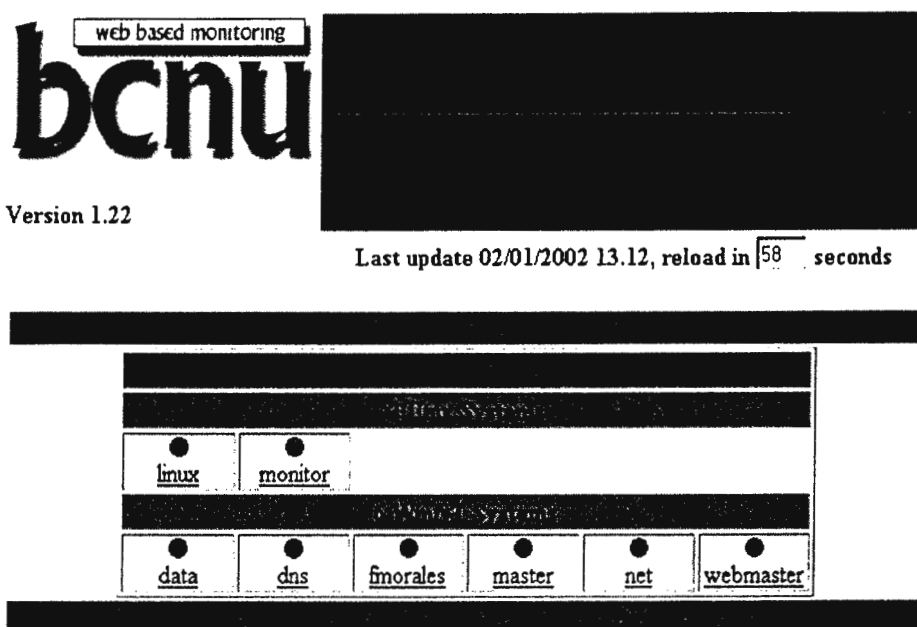 web based monitoring
bcnu
Version 1.22
Last update 02/01/2002 13.12, reload in 58 seconds
linux monitor
data dns fmorales master net webmaster